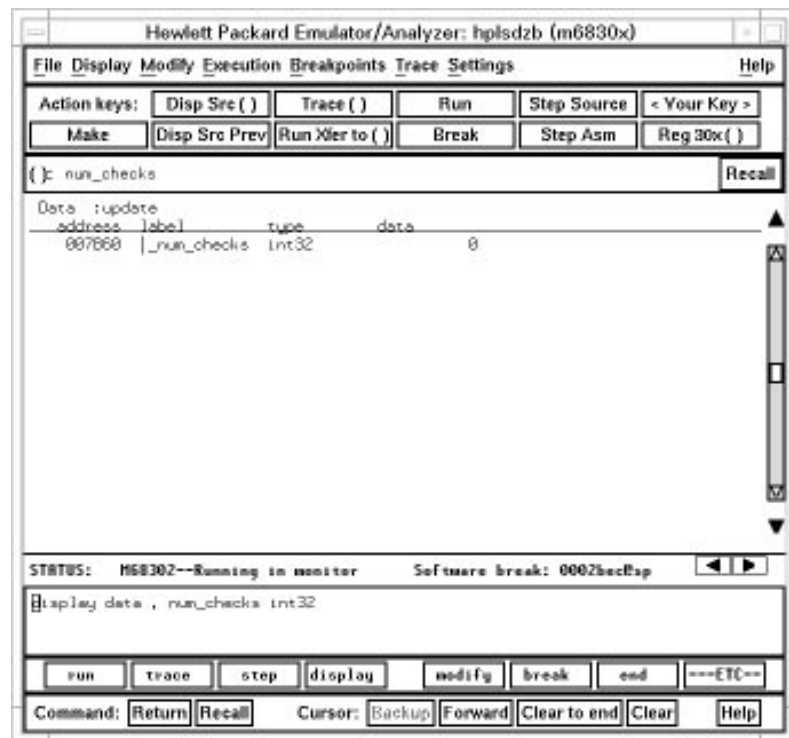 Hewlett Packard Emulator/Analyzer: hplsdzb (m6830x)
File Display Modify Execution Breakpoints Trace Settings Help
Action keys: Disp Src ( ) Trace ( ) Run Step Source < Your Key >
Make Disp Src Prev Run Xfer to ( ) Break Step Asm Reg 30x ( )
( ): num_checks Recall
Data :update
address label type data
007860 |_num_checks int32 0
STATUS: M68302--Running in monitor Software break: 0002bec@sp
display data , num_checks int32
run trace step display modify break end ---ETC--
Command: Return Recall Cursor: Backup Forward Clear to end Clear Help